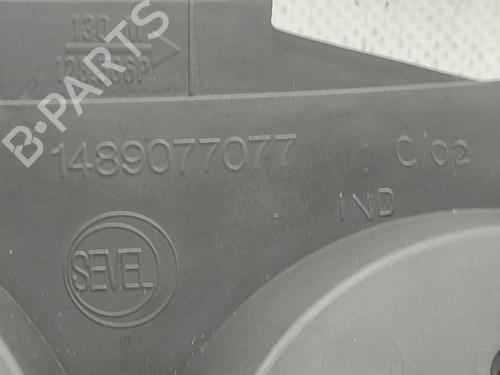 130 M
B-PARTS
1489077077
C/02
IND
SEVEL